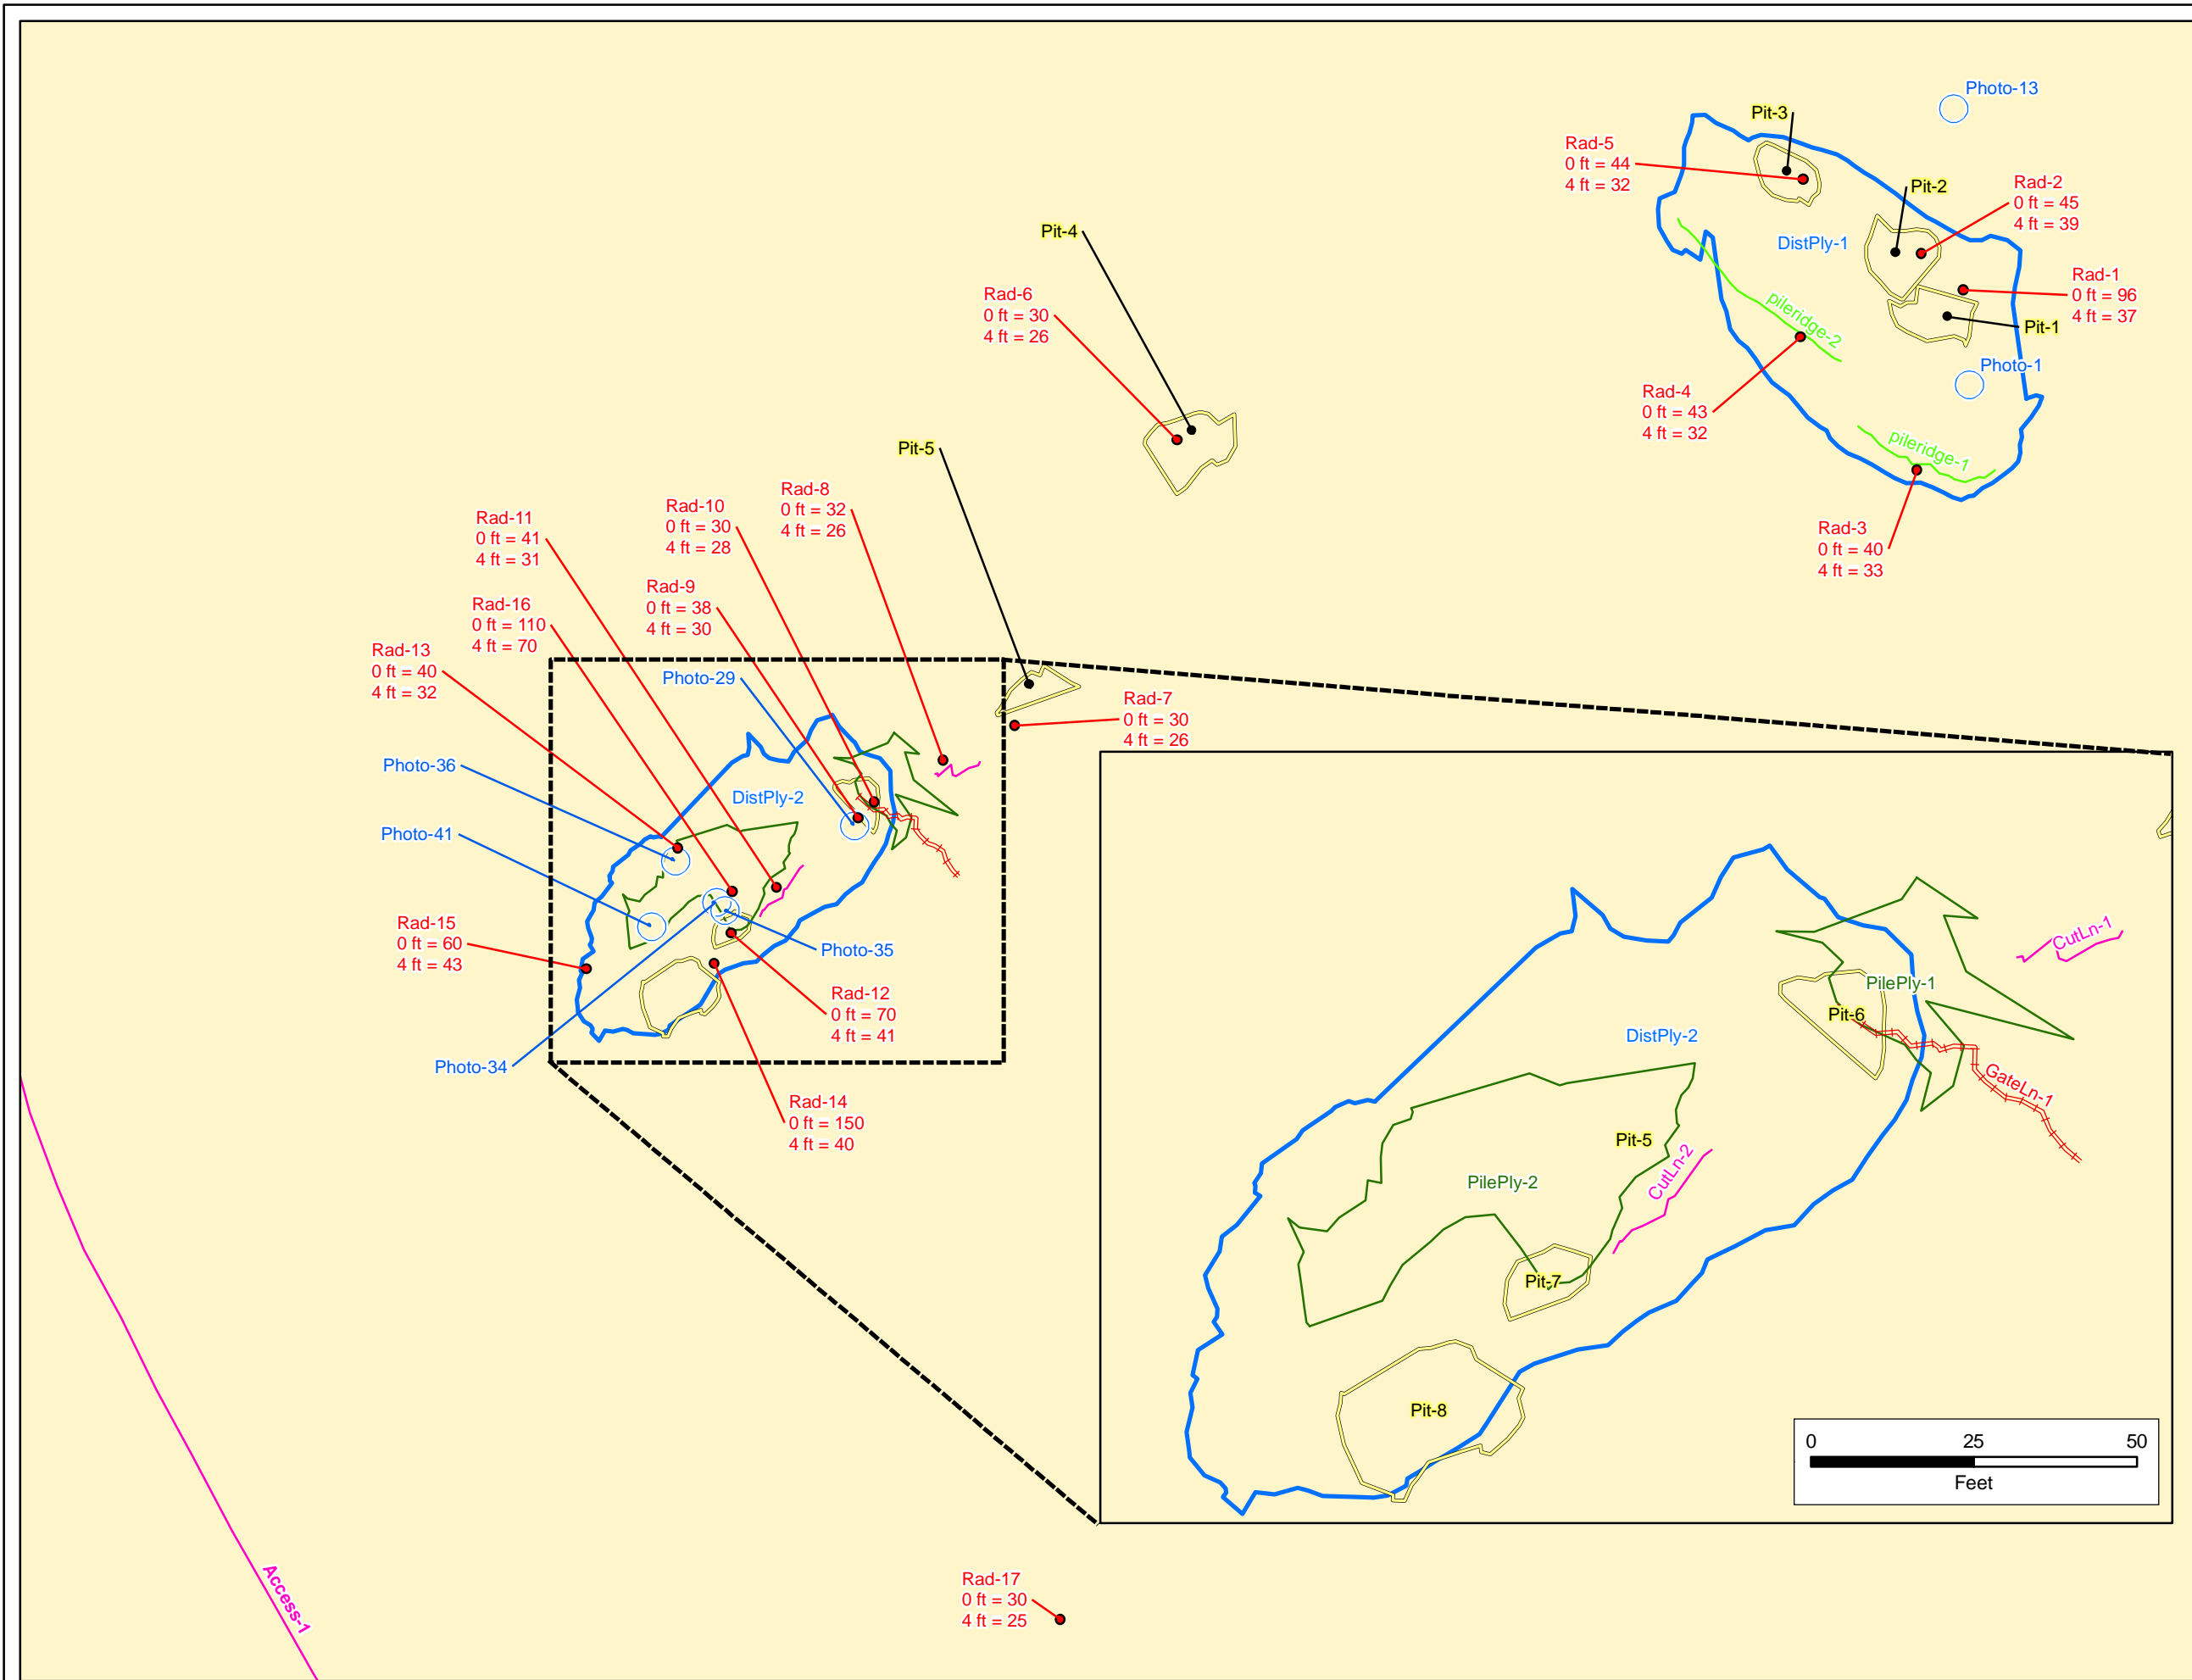 Photo-13
Pit-3
Rad-5
0 ft = 44
4 ft = 32
Pit-2
Rad-2
0 ft = 45
4 ft = 39
DistPly-1
Pit-4
Rad-1
0 ft = 96
4 ft = 37
Rad-6
0 ft = 30
4 ft = 26
pileridge-2
Pit-1
Photo-1
Rad-4
0 ft = 43
4 ft = 32
pileridge-1
Pit-5
Rad-3
0 ft = 40
4 ft = 33
Rad-8
0 ft = 32
4 ft = 26
Rad-10
0 ft = 30
4 ft = 28
Rad-11
0 ft = 41
4 ft = 31
Rad-9
0 ft = 38
4 ft = 30
Rad-16
0 ft = 110
4 ft = 70
Rad-13
0 ft = 40
4 ft = 32
Photo-29
Rad-7
0 ft = 30
4 ft = 26
Photo-36
DistPly-2
Photo-41
Rad-15
0 ft = 60
4 ft = 43
Photo-35
Rad-12
0 ft = 70
4 ft = 41
Photo-34
Rad-14
0 ft = 150
4 ft = 40
CutLn-1
PilePly-1
Pit-6
DistPly-2
GateLn-1
Pit-5
CutLn-2
PilePly-2
Pit-7
Pit-8
0 25 50
Feet
Access-1
Rad-17
0 ft = 30
4 ft = 25